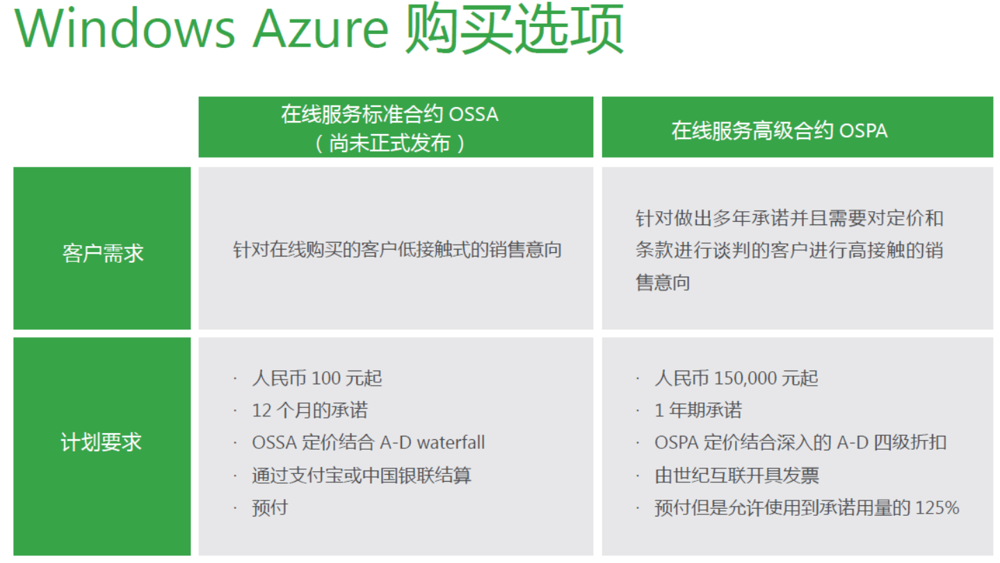 Windows Azure 购买选项
在线服务标准合约 OSSA
（尚未正式发布）
在线服务高级合约 OSPA
客户需求
针对在线购买的客户低接触式的销售意向
针对做出多年承诺并且需要对定价和
条款进行谈判的客户进行高接触的销
售意向
计划要求
· 人民币 100 元起
· 12 个月的承诺
· OSSA 定价结合 A-D waterfall
· 通过支付宝或中国银联结算
· 预付
· 人民币 150,000 元起
· 1 年期承诺
· OSPA 定价结合深入的 A-D 四级折扣
· 由世纪互联开具发票
· 预付但是允许使用到承诺用量的 125%